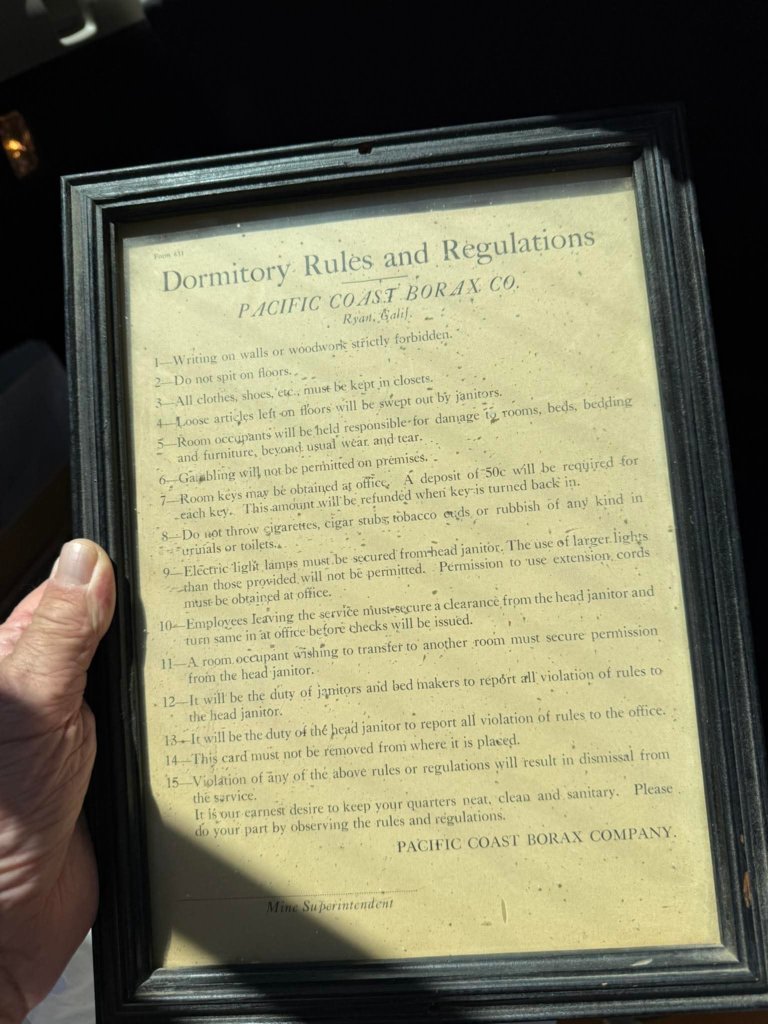 Form 431
Dormitory Rules and Regulations
PACIFIC COAST BORAX CO.
Ryan, Calif.
1—Writing on walls or woodwork strictly forbidden.
2—Do not spit on floors.
3—All clothes, shoes, etc., must be kept in closets.
4—Loose articles left on floors will be swept out by janitors.
5—Room occupants will be held responsible for damage to rooms, beds, bedding
and furniture, beyond usual wear and tear.
6—Gambling will not be permitted on premises.
7—Room keys may be obtained at office. A deposit of 50c will be required for
each key. This amount will be refunded when key is turned back in.
8—Do not throw cigarettes, cigar stubs, tobacco cuds or rubbish of any kind in
urinals or toilets.
9—Electric light lamps must be secured from head janitor. The use of larger lights
than those provided will not be permitted. Permission to use extension cords
must be obtained at office.
10—Employees leaving the service must secure a clearance from the head janitor and
turn same in at office before checks will be issued.
11—A room occupant wishing to transfer to another room must secure permission
from the head janitor.
12—It will be the duty of janitors and bed makers to report all violation of rules to
the head janitor.
13—It will be the duty of the head janitor to report all violation of rules to the office.
14—This card must not be removed from where it is placed.
15—Violation of any of the above rules or regulations will result in dismissal from
the service.
It is our earnest desire to keep your quarters neat, clean and sanitary. Please
do your part by observing the rules and regulations.
PACIFIC COAST BORAX COMPANY.
Mine Superintendent